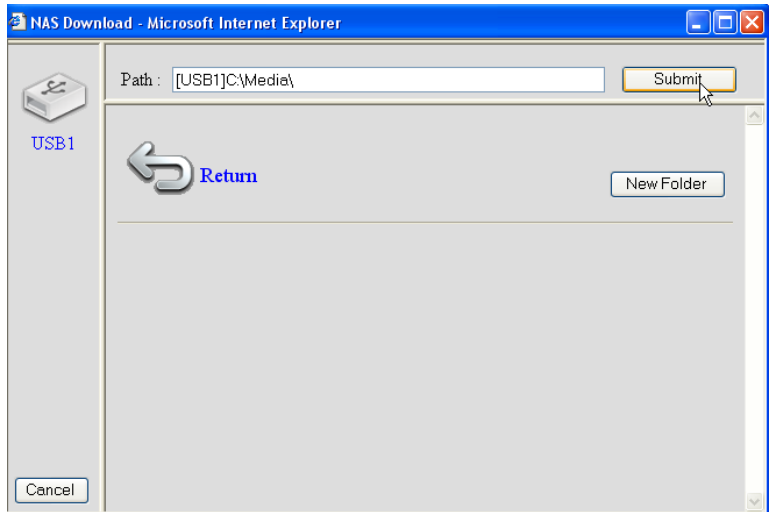 NAS Download - Microsoft Internet Explorer
Path : [USB1]C:\Media\ Submit
USB1
Return
New Folder
Cancel